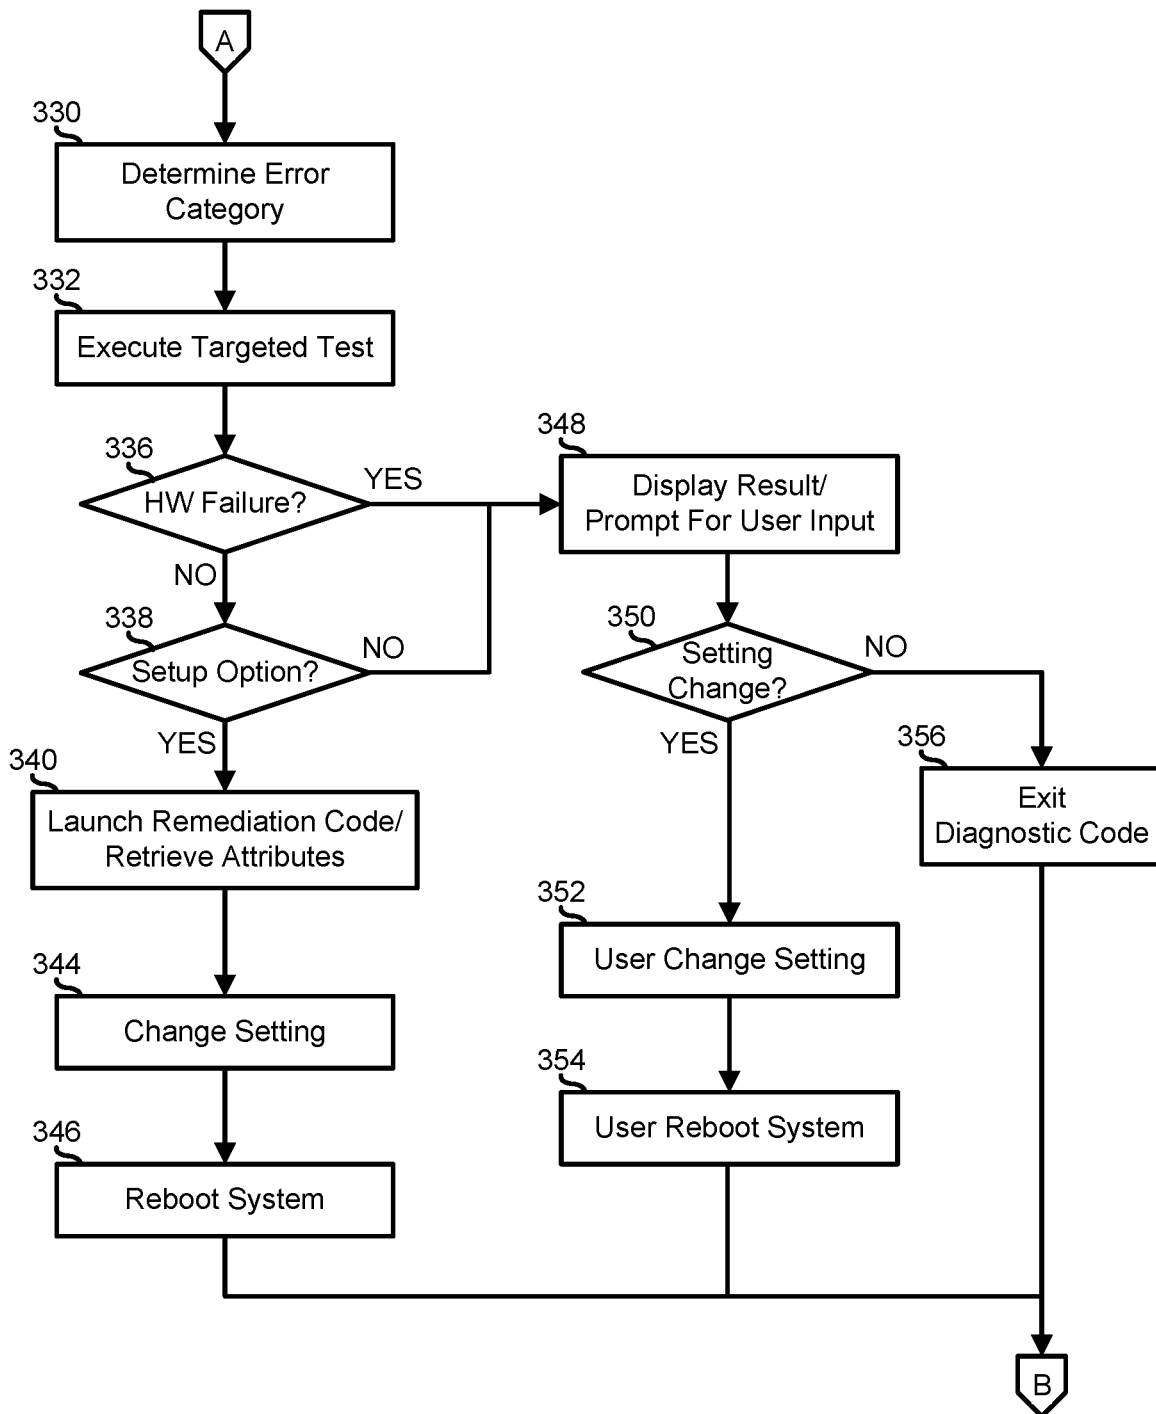 A
330
Determine Error
Category
332
Execute Targeted Test
336
HW Failure?
YES
NO
338
Setup Option?
NO
YES
340
Launch Remediation Code/
Retrieve Attributes
344
Change Setting
346
Reboot System
348
Display Result/
Prompt For User Input
350
Setting
Change?
NO
YES
352
User Change Setting
354
User Reboot System
356
Exit
Diagnostic Code
B